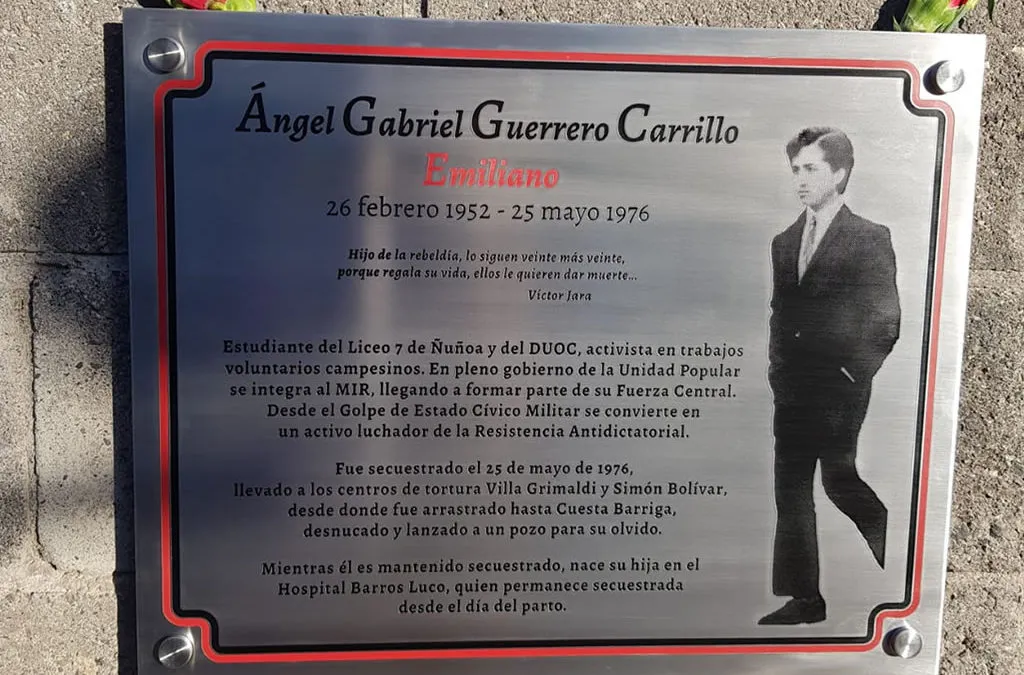 Ángel Gabriel Guerrero Carrillo
Emiliano
26 febrero 1952 - 25 mayo 1976
Hijo de la rebeldía, lo siguen veinte más veinte,
porque regala su vida, ellos le quieren dar muerte...
Víctor Jara
Estudiante del Liceo 7 de Ñuñoa y del DUOC, activista en trabajos
voluntarios campesinos. En pleno gobierno de la Unidad Popular
se integra al MIR, llegando a formar parte de su Fuerza Central.
Desde el Golpe de Estado Cívico Militar se convierte en
un activo luchador de la Resistencia Antidictatorial.
Fue secuestrado el 25 de mayo de 1976,
llevado a los centros de tortura Villa Grimaldi y Simón Bolívar,
desde donde fue arrastrado hasta Cuesta Barriga,
desnucado y lanzado a un pozo para su olvido.
Mientras él es mantenido secuestrado, nace su hija en el
Hospital Barros Luco, quien permanece secuestrada
desde el día del parto.